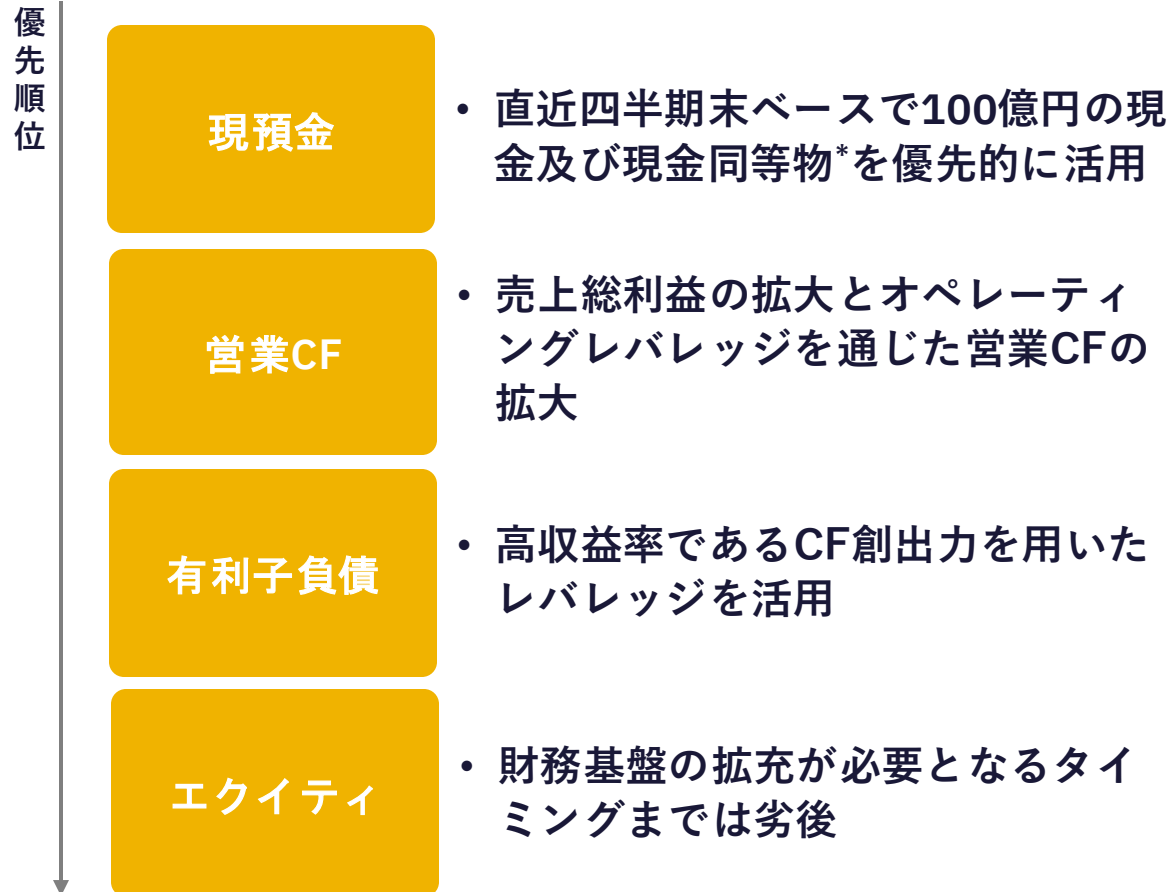 優先順位
現預金
• 直近四半期末ベースで100億円の現
金及び現金同等物*を優先的に活用
営業CF
• 売上総利益の拡大とオペレーティ
ングレバレッジを通じた営業CFの
拡大
有利子負債
• 高収益率であるCF創出力を用いた
レバレッジを活用
エクイティ
• 財務基盤の拡充が必要となるタイ
ミングまでは劣後